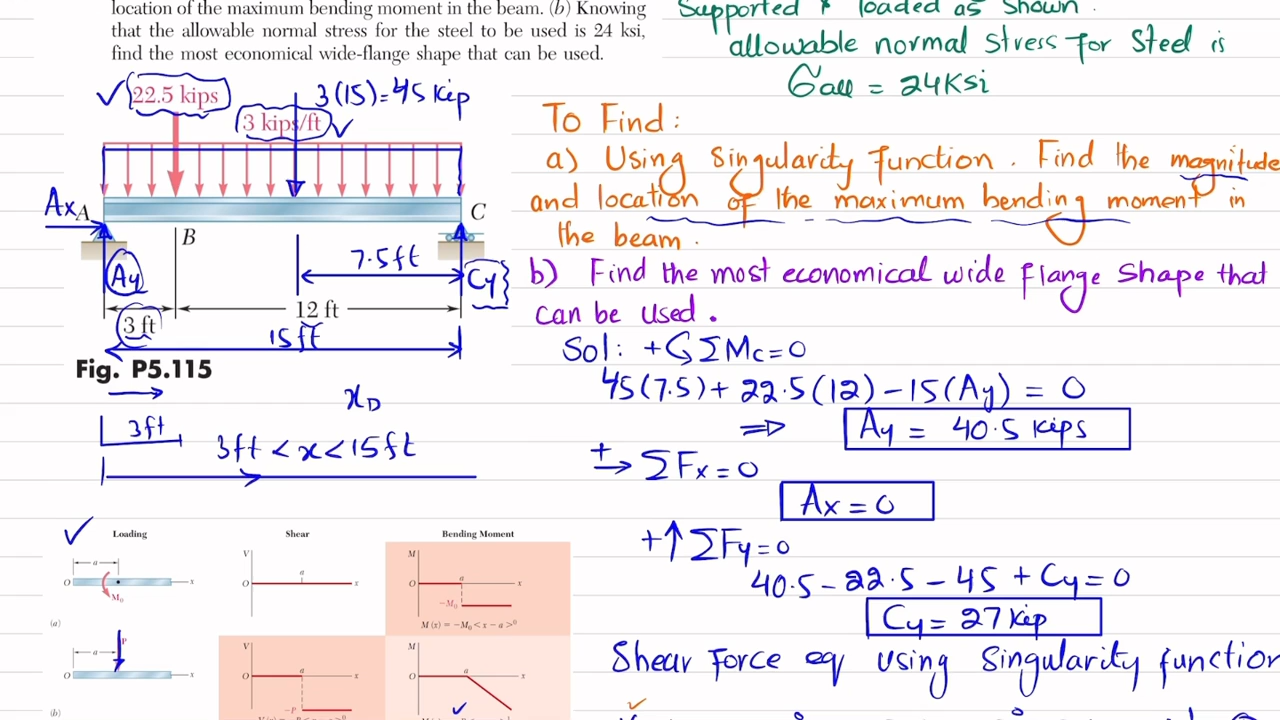 location of the maximum bending moment in the beam. (b) Knowing
that the allowable normal stress for the steel to be used is 24 ksi,
find the most economical wide-flange shape that can be used.
22.5 kips
3(15)=45 kip
3 kips/ft
Ax
A
B
C
Ay
7.5ft
Cy
3 ft
12 ft
15ft
Fig. P5.115
3ft
xD
3ft < x < 15ft
Loading
Shear
Bending Moment
a
O
x
M₀
(a)
V
a
O
x
M
a
O
x
−M₀
M (x) = −M₀ < x − a >⁰
P
a
O
x
(b)
V
a
O
x
−P
M
a
O
x
Supported & loaded as shown.
allowable normal stress for steel is
σall = 24Ksi
To Find:
a) Using Singularity function. Find the magnitude
and location of the maximum bending moment in
the beam.
b) Find the most economical wide flange shape that
can be used.
Sol: +↺ΣMc=0
45(7.5)+ 22.5(12) − 15(Ay) = 0
⇒ Ay = 40.5 kips
+→ ΣFx=0
Ax = 0
+↑ ΣFy=0
40.5 − 22.5 − 45 + Cy = 0
Cy = 27 kip
Shear Force eq using Singularity function